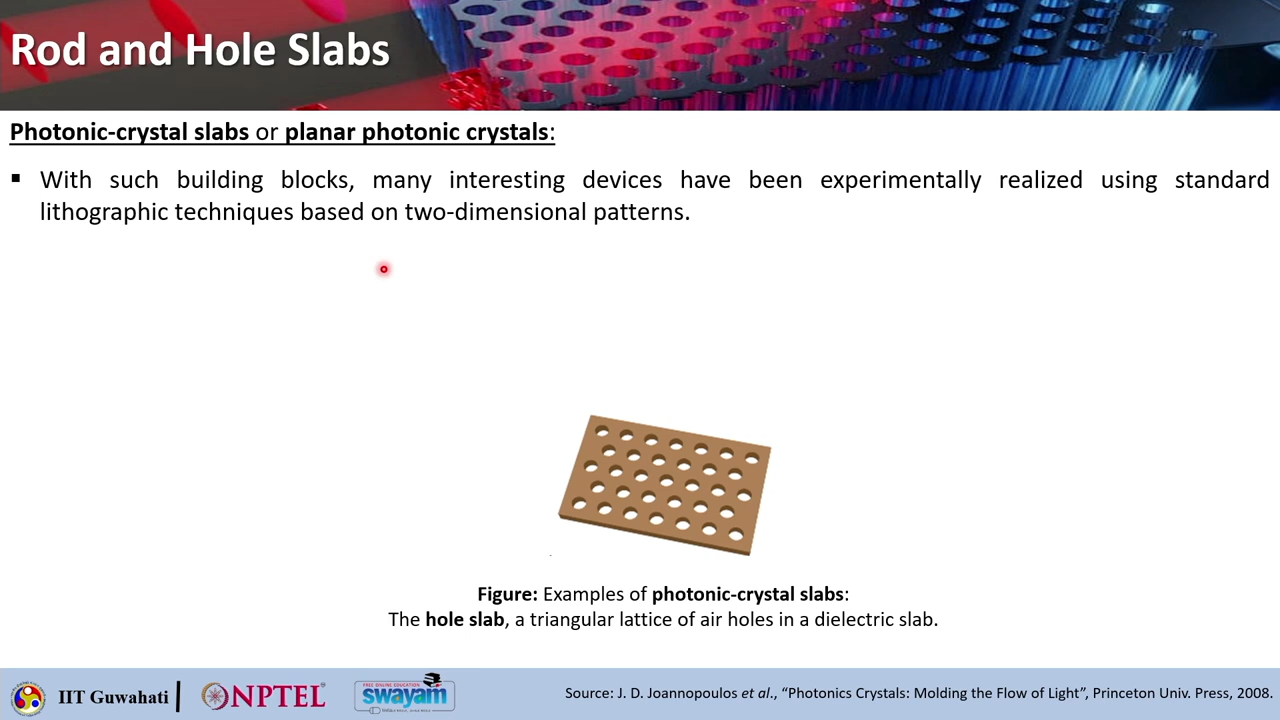 Rod and Hole Slabs
Photonic-crystal slabs or planar photonic crystals:
▪ With such building blocks, many interesting devices have been experimentally realized using standard
lithographic techniques based on two-dimensional patterns.
Figure: Examples of photonic-crystal slabs:
The hole slab, a triangular lattice of air holes in a dielectric slab.
IIT Guwahati
NPTEL
FREE ONLINE EDUCATION
swayam
Source: J. D. Joannopoulos et al., “Photonics Crystals: Molding the Flow of Light”, Princeton Univ. Press, 2008.